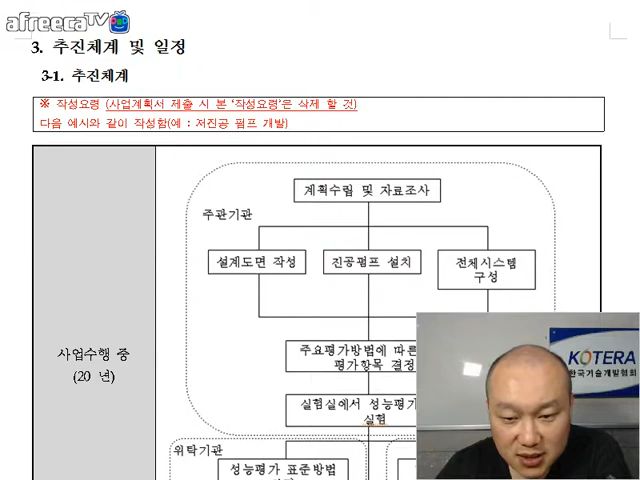 afreecaTV
3. 추진체계 및 일정
3-1. 추진체계
※ 작성요령 (사업계획서 제출 시 본 '작성요령'은 삭제 할 것)
다음 예시와 같이 작성함(예 : 저진공 펌프 개발)
계획수립 및 자료조사
주관기관
설계도면 작성
진공펌프 설치
전체시스템
구성
사업수행 중
(20 년)
주요평가방법에 따른
평가항목 결정
실험실에서 성능평가
실험
위탁기관
성능평가 표준방법
KOTERA
한국기술개발협회